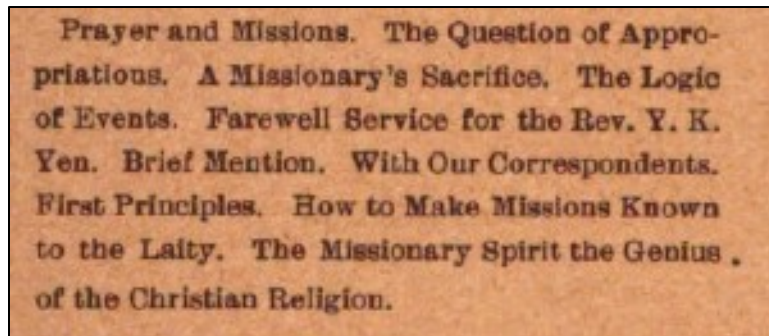 Prayer and Missions. The Question of Appro-
priations. A Missionary's Sacrifice. The Logic
of Events. Farewell Service for the Rev. Y. K.
Yen. Brief Mention. With Our Correspondents.
First Principles. How to Make Missions Known
to the Laity. The Missionary Spirit the Genius
of the Christian Religion.